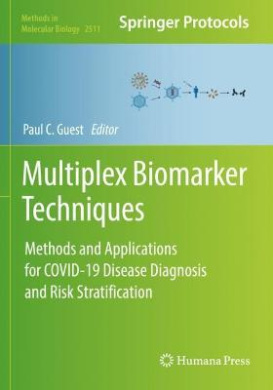 Methods in
Molecular Biology 2511
Springer Protocols
Paul C. Guest Editor
Multiplex Biomarker
Techniques
Methods and Applications
for COVID-19 Disease Diagnosis
and Risk Stratification
Humana Press